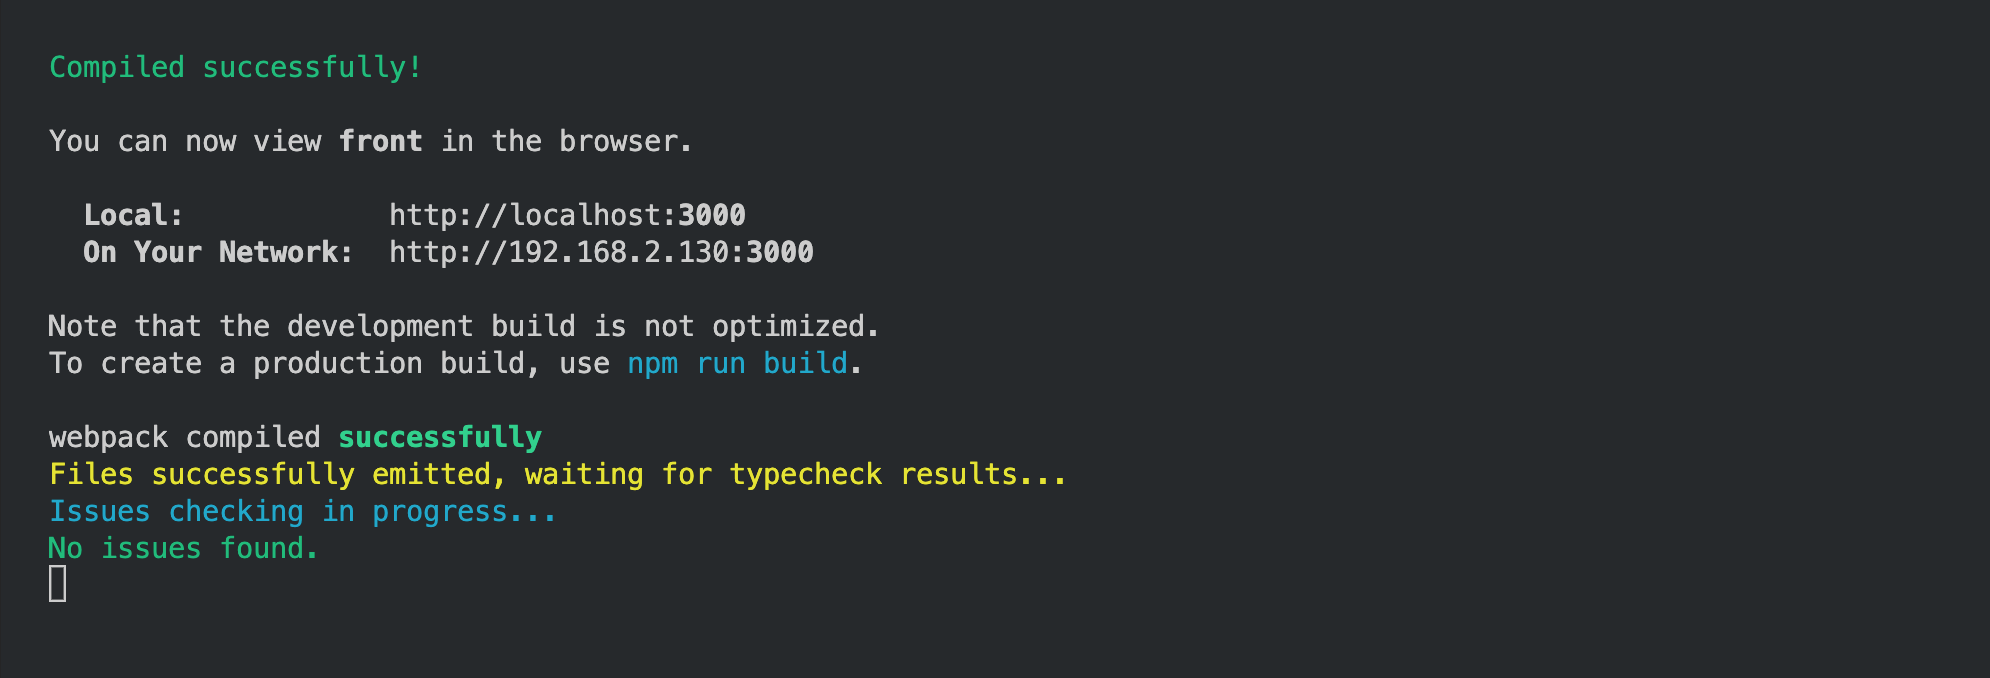 Compiled successfully!
You can now view front in the browser.
Local: http://localhost:3000
On Your Network: http://192.168.2.130:3000
Note that the development build is not optimized.
To create a production build, use npm run build.
webpack compiled successfully
Files successfully emitted, waiting for typecheck results...
Issues checking in progress...
No issues found.